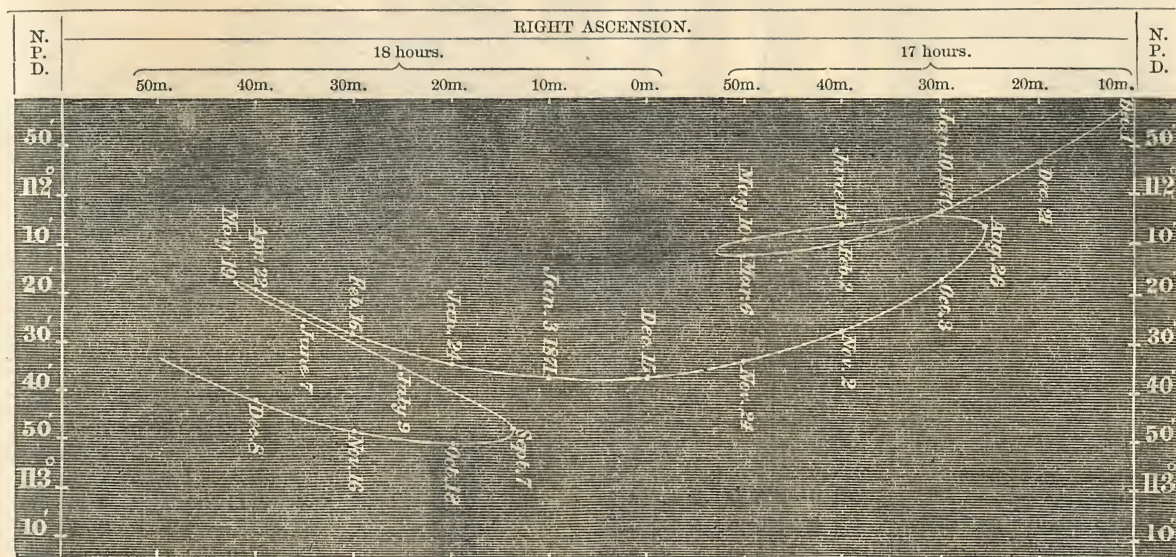 RIGHT ASCENSION.
N.
P.
D.
N.
P.
D.
18 hours.
17 hours.
50m.
40m.
30m.
20m.
10m.
0m.
50m.
40m.
30m.
20m.
10m.
50′
112°
10′
20′
30′
40′
50′
113°
10′
50
112
10
20
30
40
50
113
10
Dec. 1
Dec. 21
Jan. 10. 1870
June 15
May 10
Feb. 2
Mar. 6
Aug. 26
Oct. 3
Nov. 2
Nov. 24
Dec. 15
Jan. 3 1871
Jan. 24
Feb. 16
Apr. 22
May 19
June 7
July 9
Sept. 7
Oct. 12
Nov. 16
Dec. 8